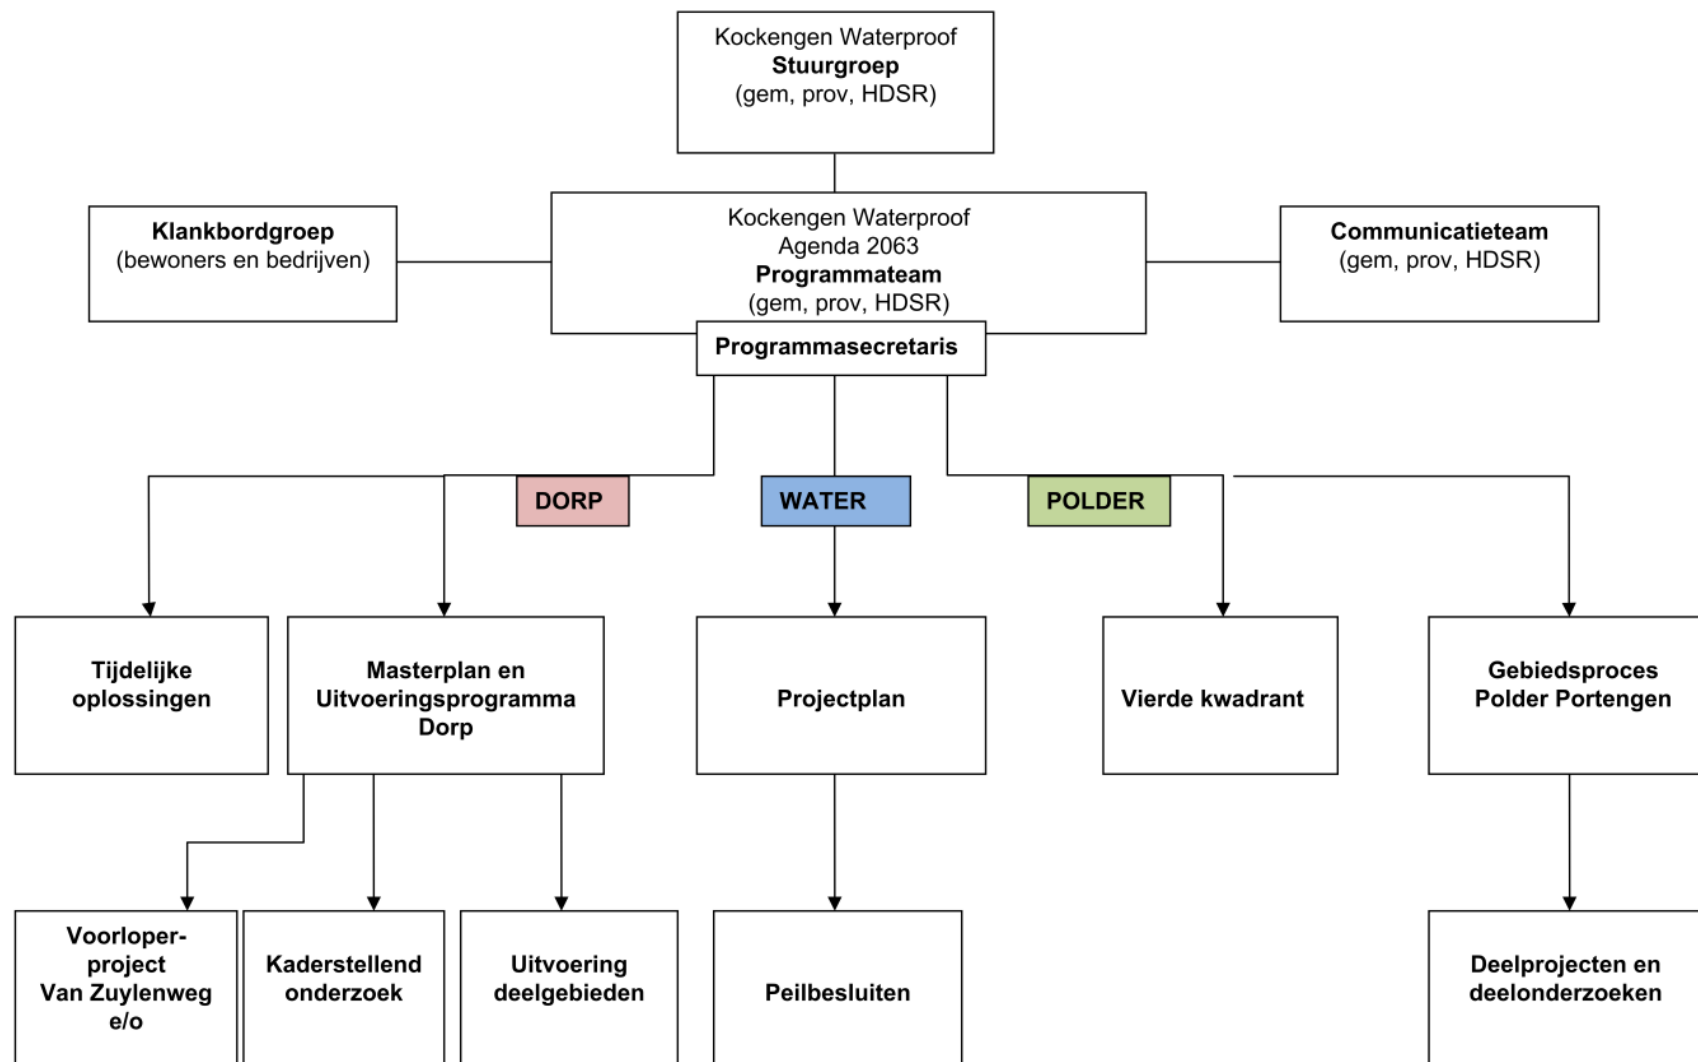 Kockengen Waterproof
Stuurgroep
(gem, prov, HDSR)
Klankbordgroep
(bewoners en bedrijven)
Kockengen Waterproof
Agenda 2063
Programmateam
(gem, prov, HDSR)
Communicatieteam
(gem, prov, HDSR)
Programmasecretaris
DORP
WATER
POLDER
Tijdelijke
oplossingen
Masterplan en
Uitvoeringsprogramma
Dorp
Projectplan
Vierde kwadrant
Gebiedsproces
Polder Portengen
Voorloper-
project
Van Zuylenweg
e/o
Kaderstellend
onderzoek
Uitvoering
deelgebieden
Peilbesluiten
Deelprojecten en
deelonderzoeken